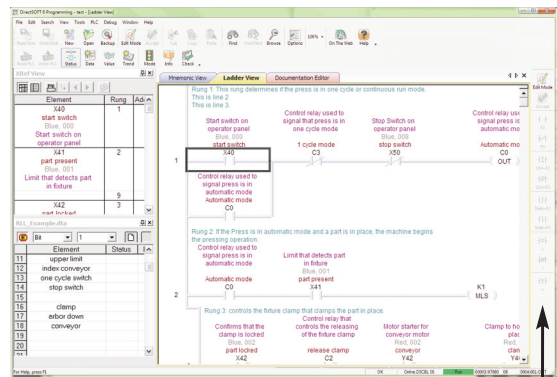 DirectSOFT 6 Programming - test - [Ladder View]
File Edit Search View Tools PLC Debug Window Help
New Open Backup Edit Mode Find Browse Options 100% On The Web Help
Status Data Value Trend Mode Info Check
XRef View
Mnemonic View Ladder View Documentation Editor
Edit Mode
Element Rung
X40 1
start switch
Blue, 000
Start switch on
operator panel
X41 2
part present
Blue, 001
Limit that detects part
in fixture
9
X42 3
part locked
Rung 1: This rung determines if the press is in one cycle or continuous run mode.
This is line 2
This is line 3.
Start switch on
operator panel
Blue, 000
start switch
X40
Control relay used to
signal that press is in
one cycle mode
1 cycle mode
C3
Stop Switch on
operator panel
Blue, 008
stop switch
X50
Control relay use
signal press is
automatic mo
Automatic mo
C0
OUT
1
Control relay used to
signal press is in
automatic mode
Automatic mode
C0
Rung 2: If the Press is in automatic mode and a part is in place, the machine begins
the pressing operation.
Control relay used to
signal press is in
automatic mode
Automatic mode
C0
Limit that detects part
in fixture
Blue, 001
part present
X41
2
K1
MLS
Rung 3: controls the fixture clamp that clamps the part in place.
Confirms that the
clamp is locked
Blue, 002
part locked
X42
Control relay that
controls the releasing
of the fixture clamp
release clamp
C2
Motor starter for
conveyor motor
Red, 002
conveyor
Y42
Clamp to ho
plac
Red,
clam
RLL_Example.dta
Bit 1
Element Status
11 upper limit
12 index conveyor
13 one cycle switch
14 stop switch
15
16 clamp
17 arbor down
18 conveyor
19
20
For Help, press F1
OK Run